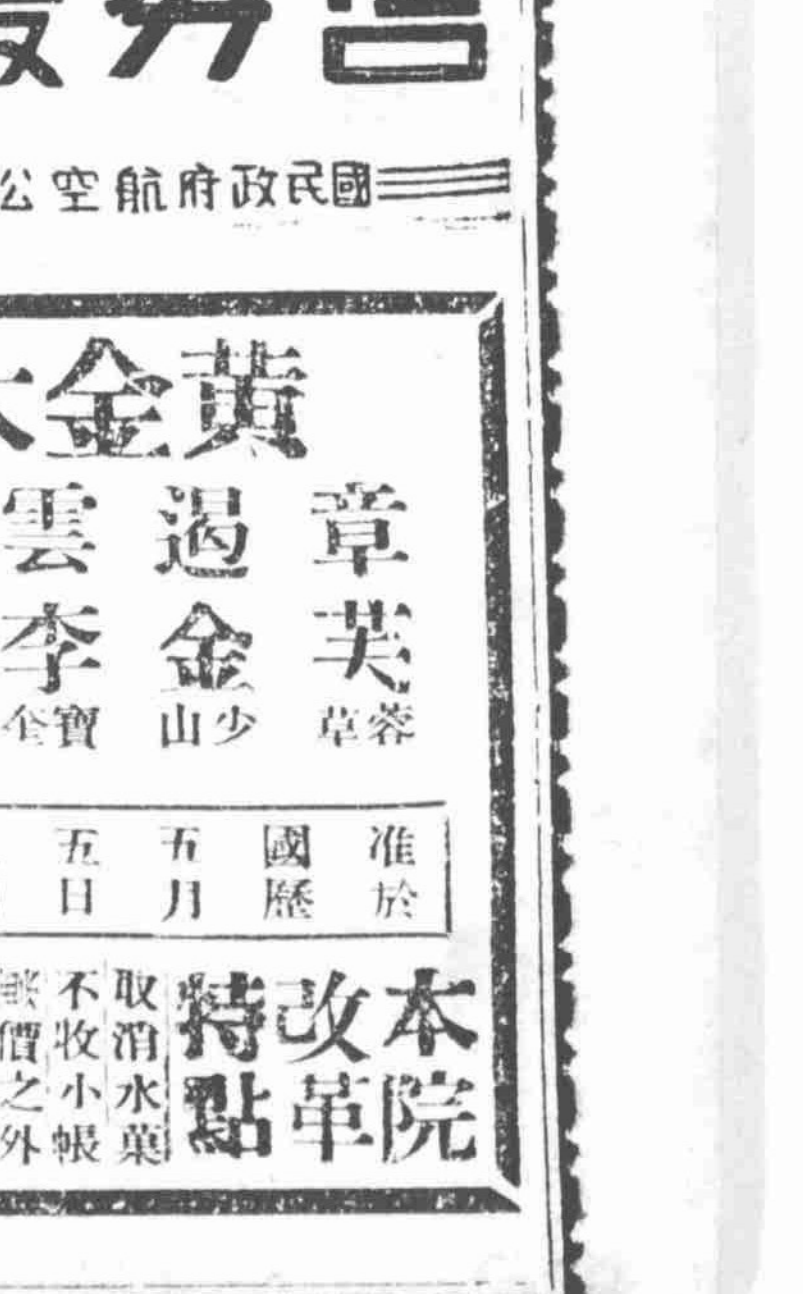 國民政府航空公
黃金大
章遏雲
芙蓉草
金少山
李寶奎
准於
國歷
五月
五日
本院
改革
特點
取消水菓
不收小帳
價之外